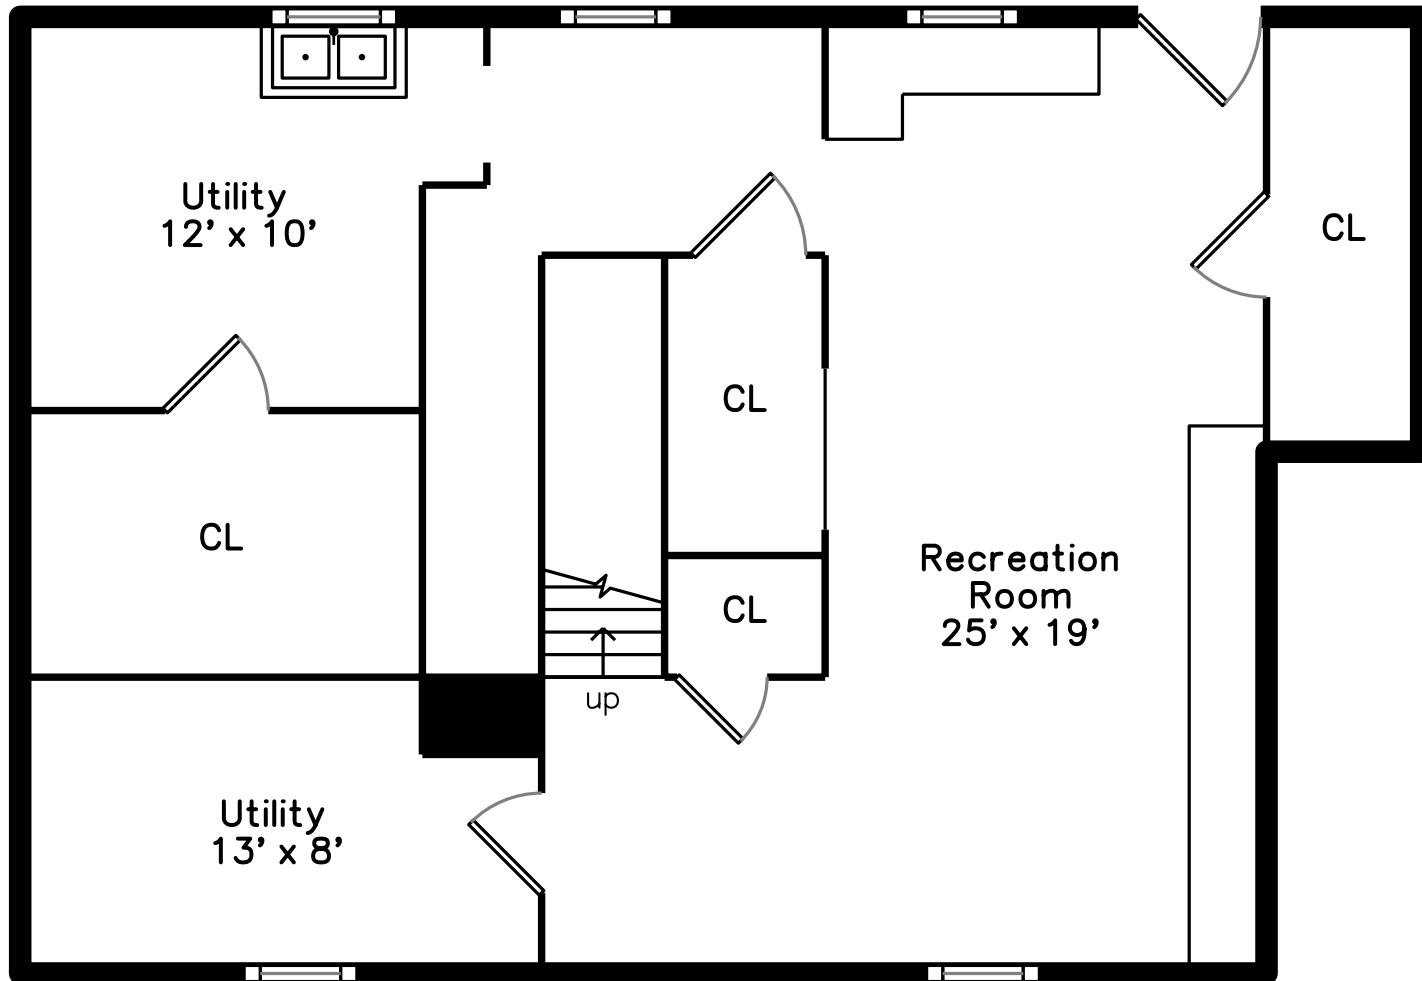 Utility
12’ x 10’
CL
CL
CL
CL
Recreation
Room
25’ x 19’
up
Utility
13’ x 8’